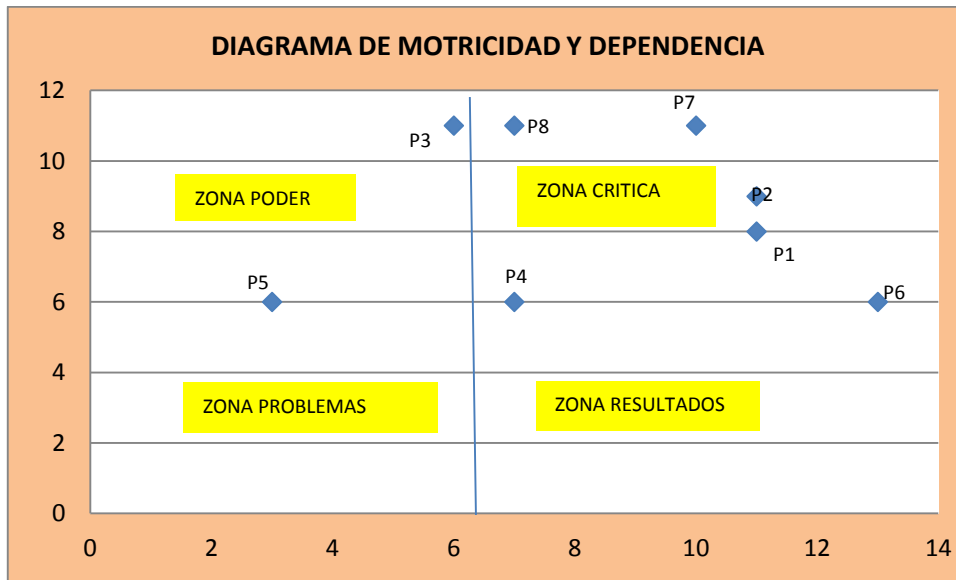 DIAGRAMA DE MOTRICIDAD Y DEPENDENCIA
12
P7
P3
P8
10
ZONA PODER
ZONA CRITICA
P2
8
P1
P5
P4
P6
6
4
ZONA PROBLEMAS
ZONA RESULTADOS
2
0
0 2 4 6 8 10 12 14